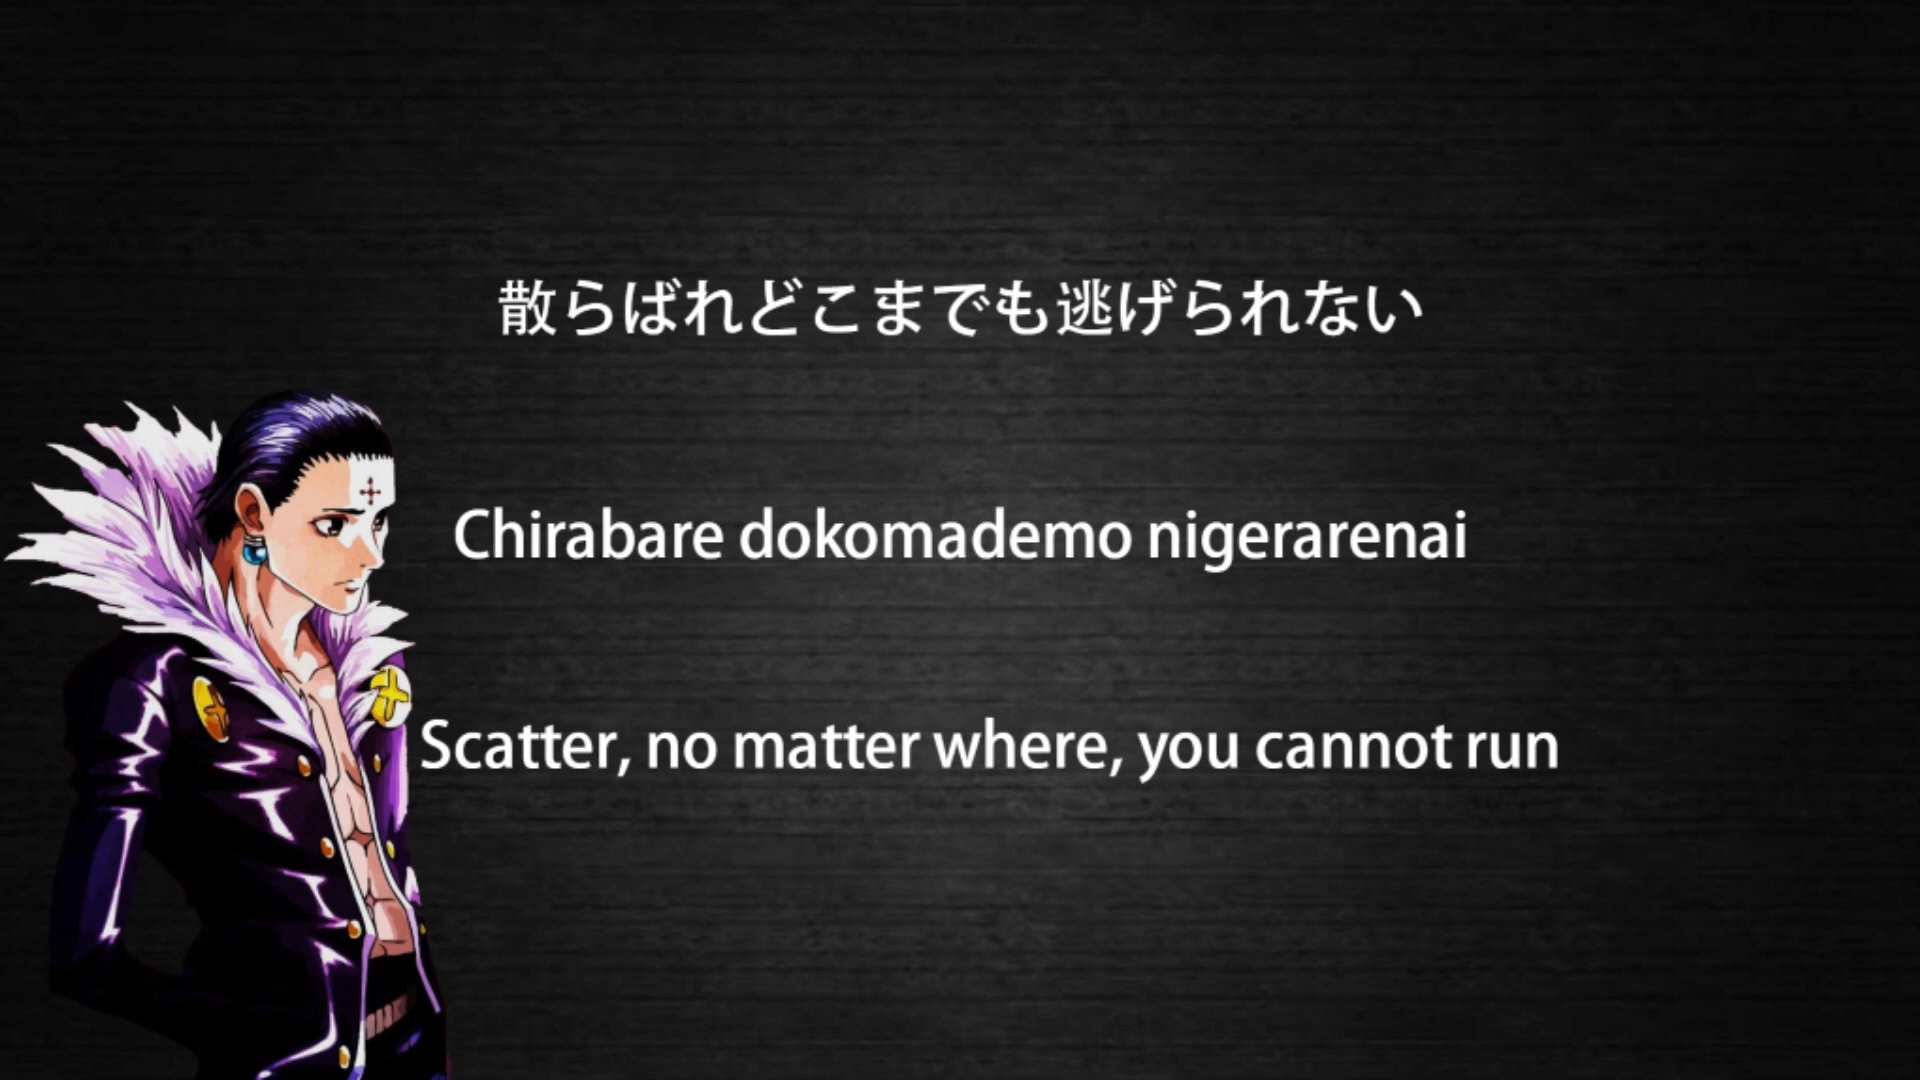 散らばれどこまでも逃げられない
Chirabare dokomademo nigerarenai
Scatter, no matter where, you cannot run